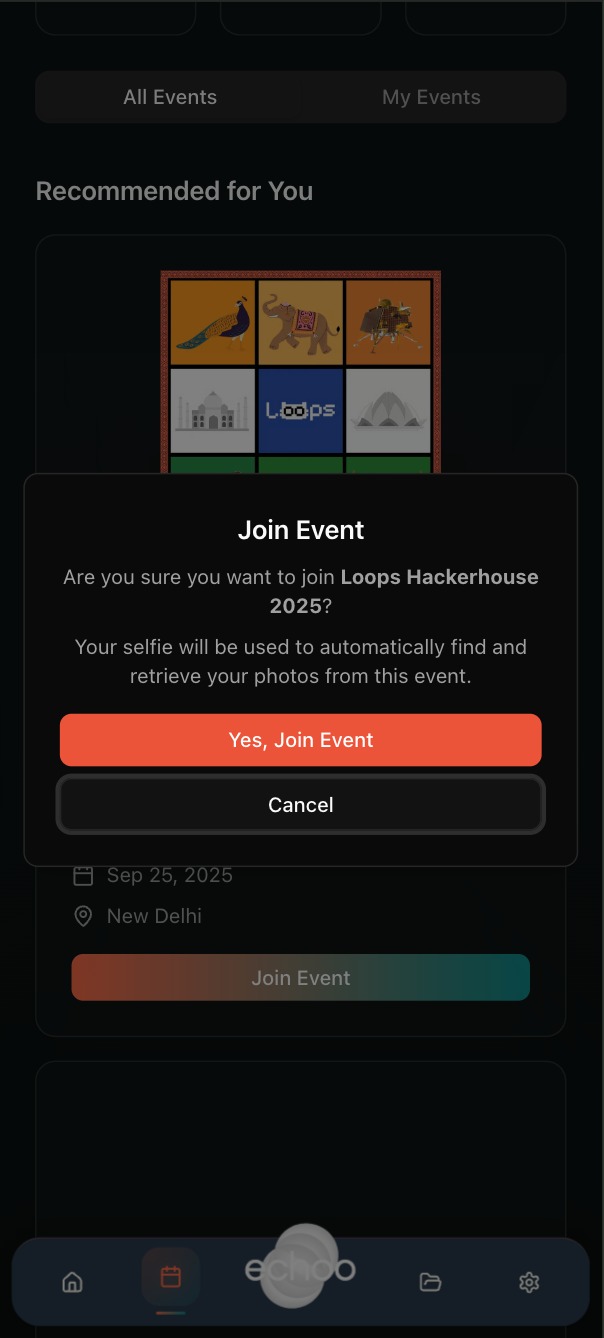 All Events
My Events
Recommended for You
Loops
Join Event
Are you sure you want to join Loops Hackerhouse
2025?
Your selfie will be used to automatically find and
retrieve your photos from this event.
Yes, Join Event
Cancel
Sep 25, 2025
New Delhi
Join Event
echoo